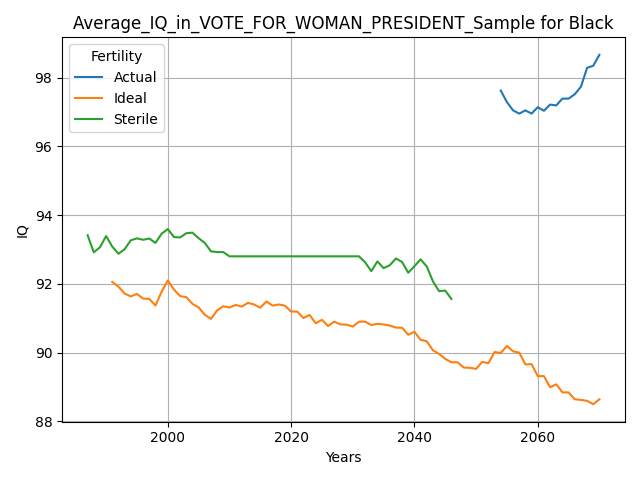 Average_IQ_in_VOTE_FOR_WOMAN_PRESIDENT_Sample for Black
Fertility
Actual
Ideal
Sterile
98
96
94
92
90
88
IQ
2000
2020
2040
2060
Years